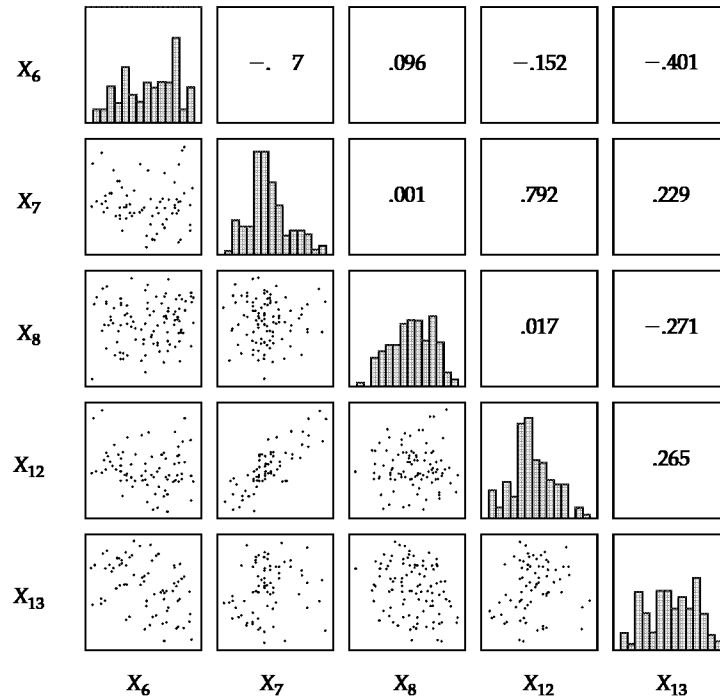 X6 −. 7 .096 −.152 −.401
X7 .001 .792 .229
X8 .017 −.271
X12 .265
X13
X6 X7 X8 X12 X13